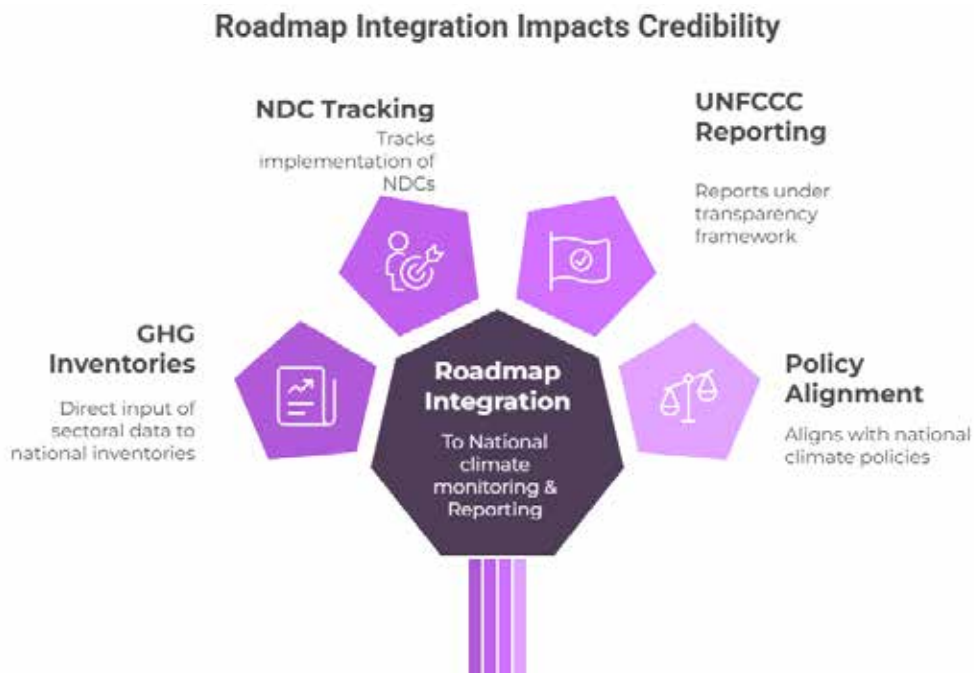 Roadmap Integration Impacts Credibility
NDC Tracking
Tracks
implementation of
NDCs
UNFCCC
Reporting
Reports under
transparency
framework
GHG
Inventories
Direct input of
sectoral data to
national inventories
Roadmap
Integration
To National
climate
monitoring &
Reporting
Policy
Alignment
Aligns with national
climate policies